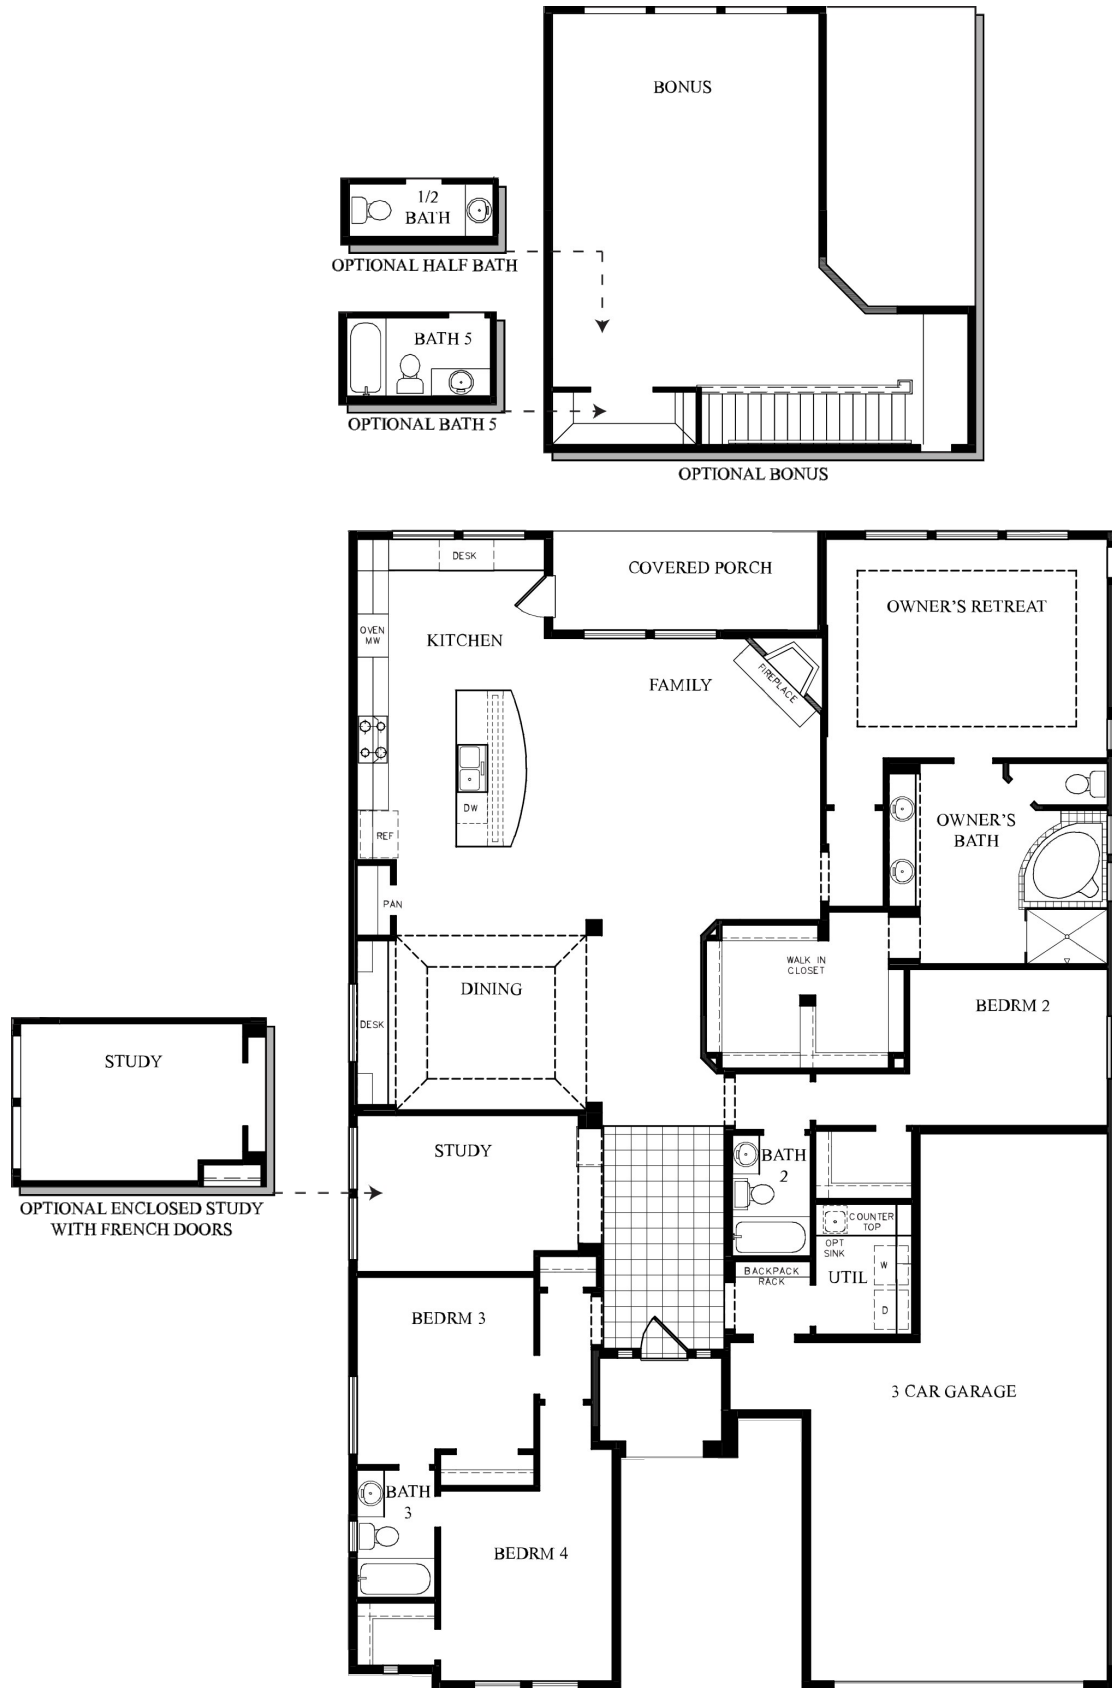 BONUS
1/2
BATH
OPTIONAL HALF BATH
BATH 5
OPTIONAL BATH 5
OPTIONAL BONUS
DESK
COVERED PORCH
OWNER'S RETREAT
OVEN
MW
KITCHEN
FAMILY
FIREPLACE
DW
REF
OWNER'S
BATH
PAN
WALK IN
CLOSET
DINING
BEDRM 2
DESK
STUDY
STUDY
BATH
2
OPTIONAL ENCLOSED STUDY
WITH FRENCH DOORS
COUNTER
TOP
OPT
SINK
W
BACKPACK
RACK
UTIL
D
BEDRM 3
3 CAR GARAGE
BATH
3
BEDRM 4